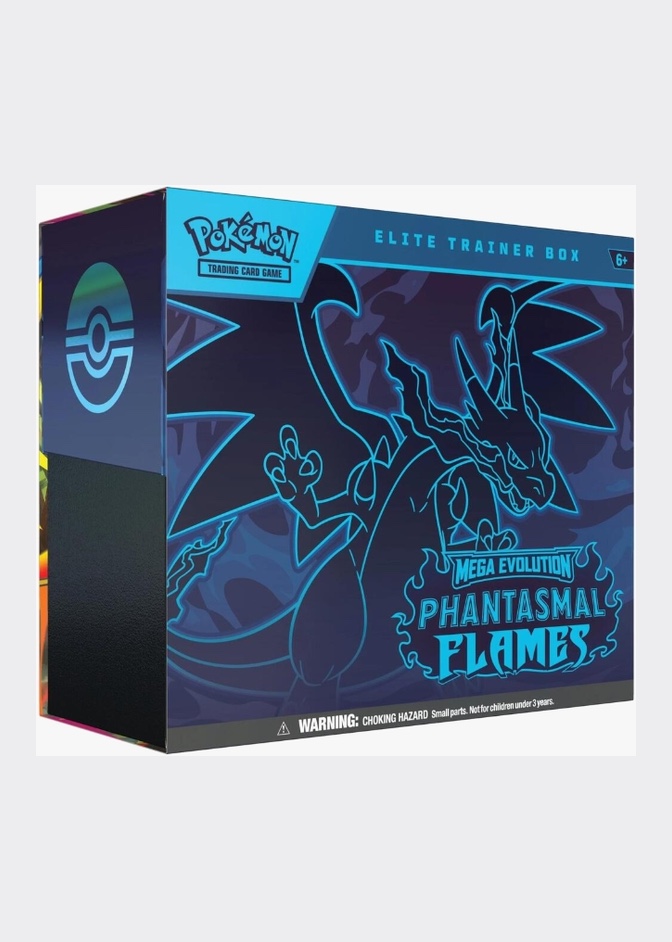 Pokémon
TRADING CARD GAME
ELITE TRAINER BOX
6+
MEGA EVOLUTION
PHANTASMAL
FLAMES
WARNING: CHOKING HAZARD Small parts. Not for children under 3 years.